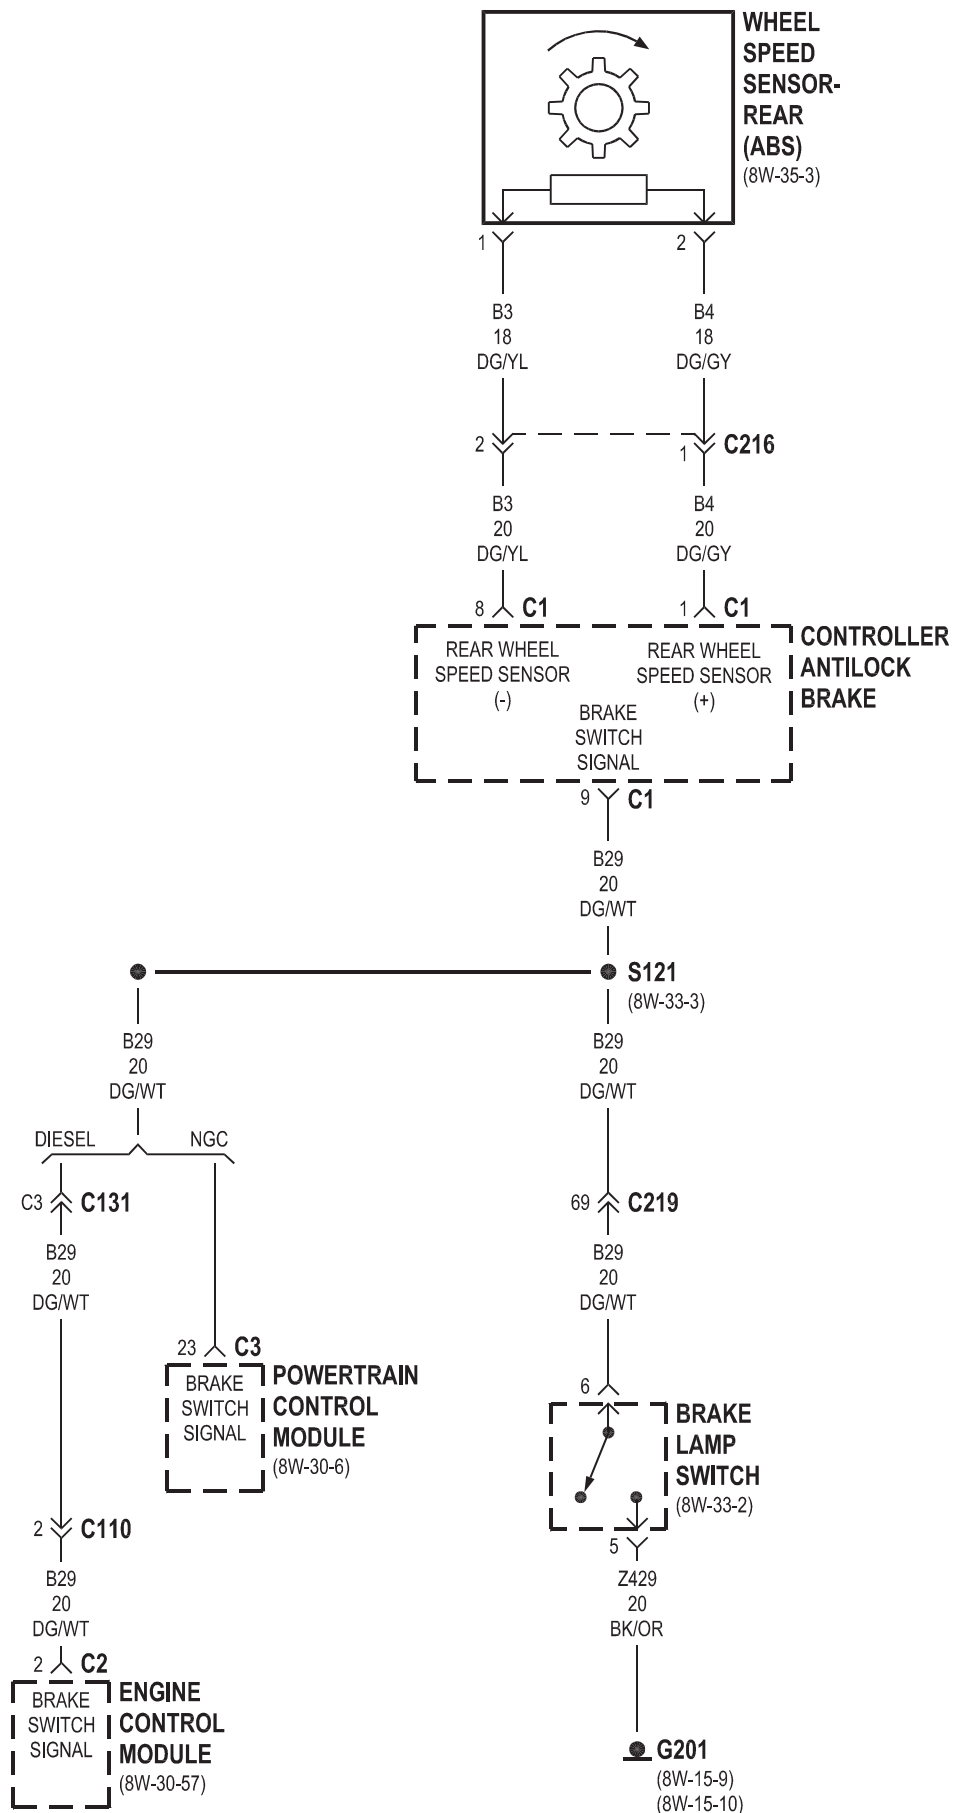 WHEEL
SPEED
SENSOR-
REAR
(ABS)
(8W-35-3)
1
2
B3
18
DG/YL
B4
18
DG/GY
2
1
C216
B3
20
DG/YL
B4
20
DG/GY
8
C1
1
C1
REAR WHEEL
SPEED SENSOR
(-)
REAR WHEEL
SPEED SENSOR
(+)
BRAKE
SWITCH
SIGNAL
CONTROLLER
ANTILOCK
BRAKE
9
C1
B29
20
DG/WT
S121
(8W-33-3)
B29
20
DG/WT
B29
20
DG/WT
DIESEL
NGC
C3
C131
69
C219
B29
20
DG/WT
B29
20
DG/WT
23
C3
BRAKE
SWITCH
SIGNAL
POWERTRAIN
CONTROL
MODULE
(8W-30-6)
6
BRAKE
LAMP
SWITCH
(8W-33-2)
2
C110
5
B29
20
DG/WT
Z429
20
BK/OR
2
C2
BRAKE
SWITCH
SIGNAL
ENGINE
CONTROL
MODULE
(8W-30-57)
G201
(8W-15-9)
(8W-15-10)